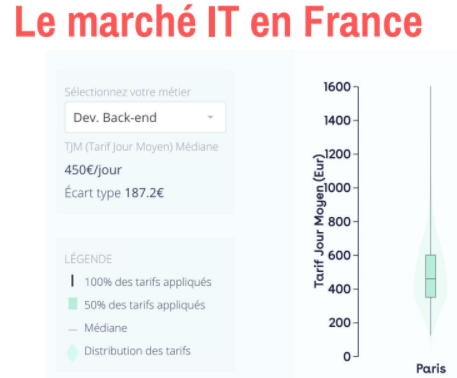 Le marché IT en France
Sélectionnez votre métier
Dev. Back-end
TJM (Tarif Jour Moyen) Médiane
450€/jour
Écart type 187.2€
LÉGENDE
100% des tarifs appliqués
50% des tarifs appliqués
Médiane
Distribution des tarifs
Tarif Jour Moyen (Eur)
1600
1400
1200
1000
800
600
400
200
0
Paris